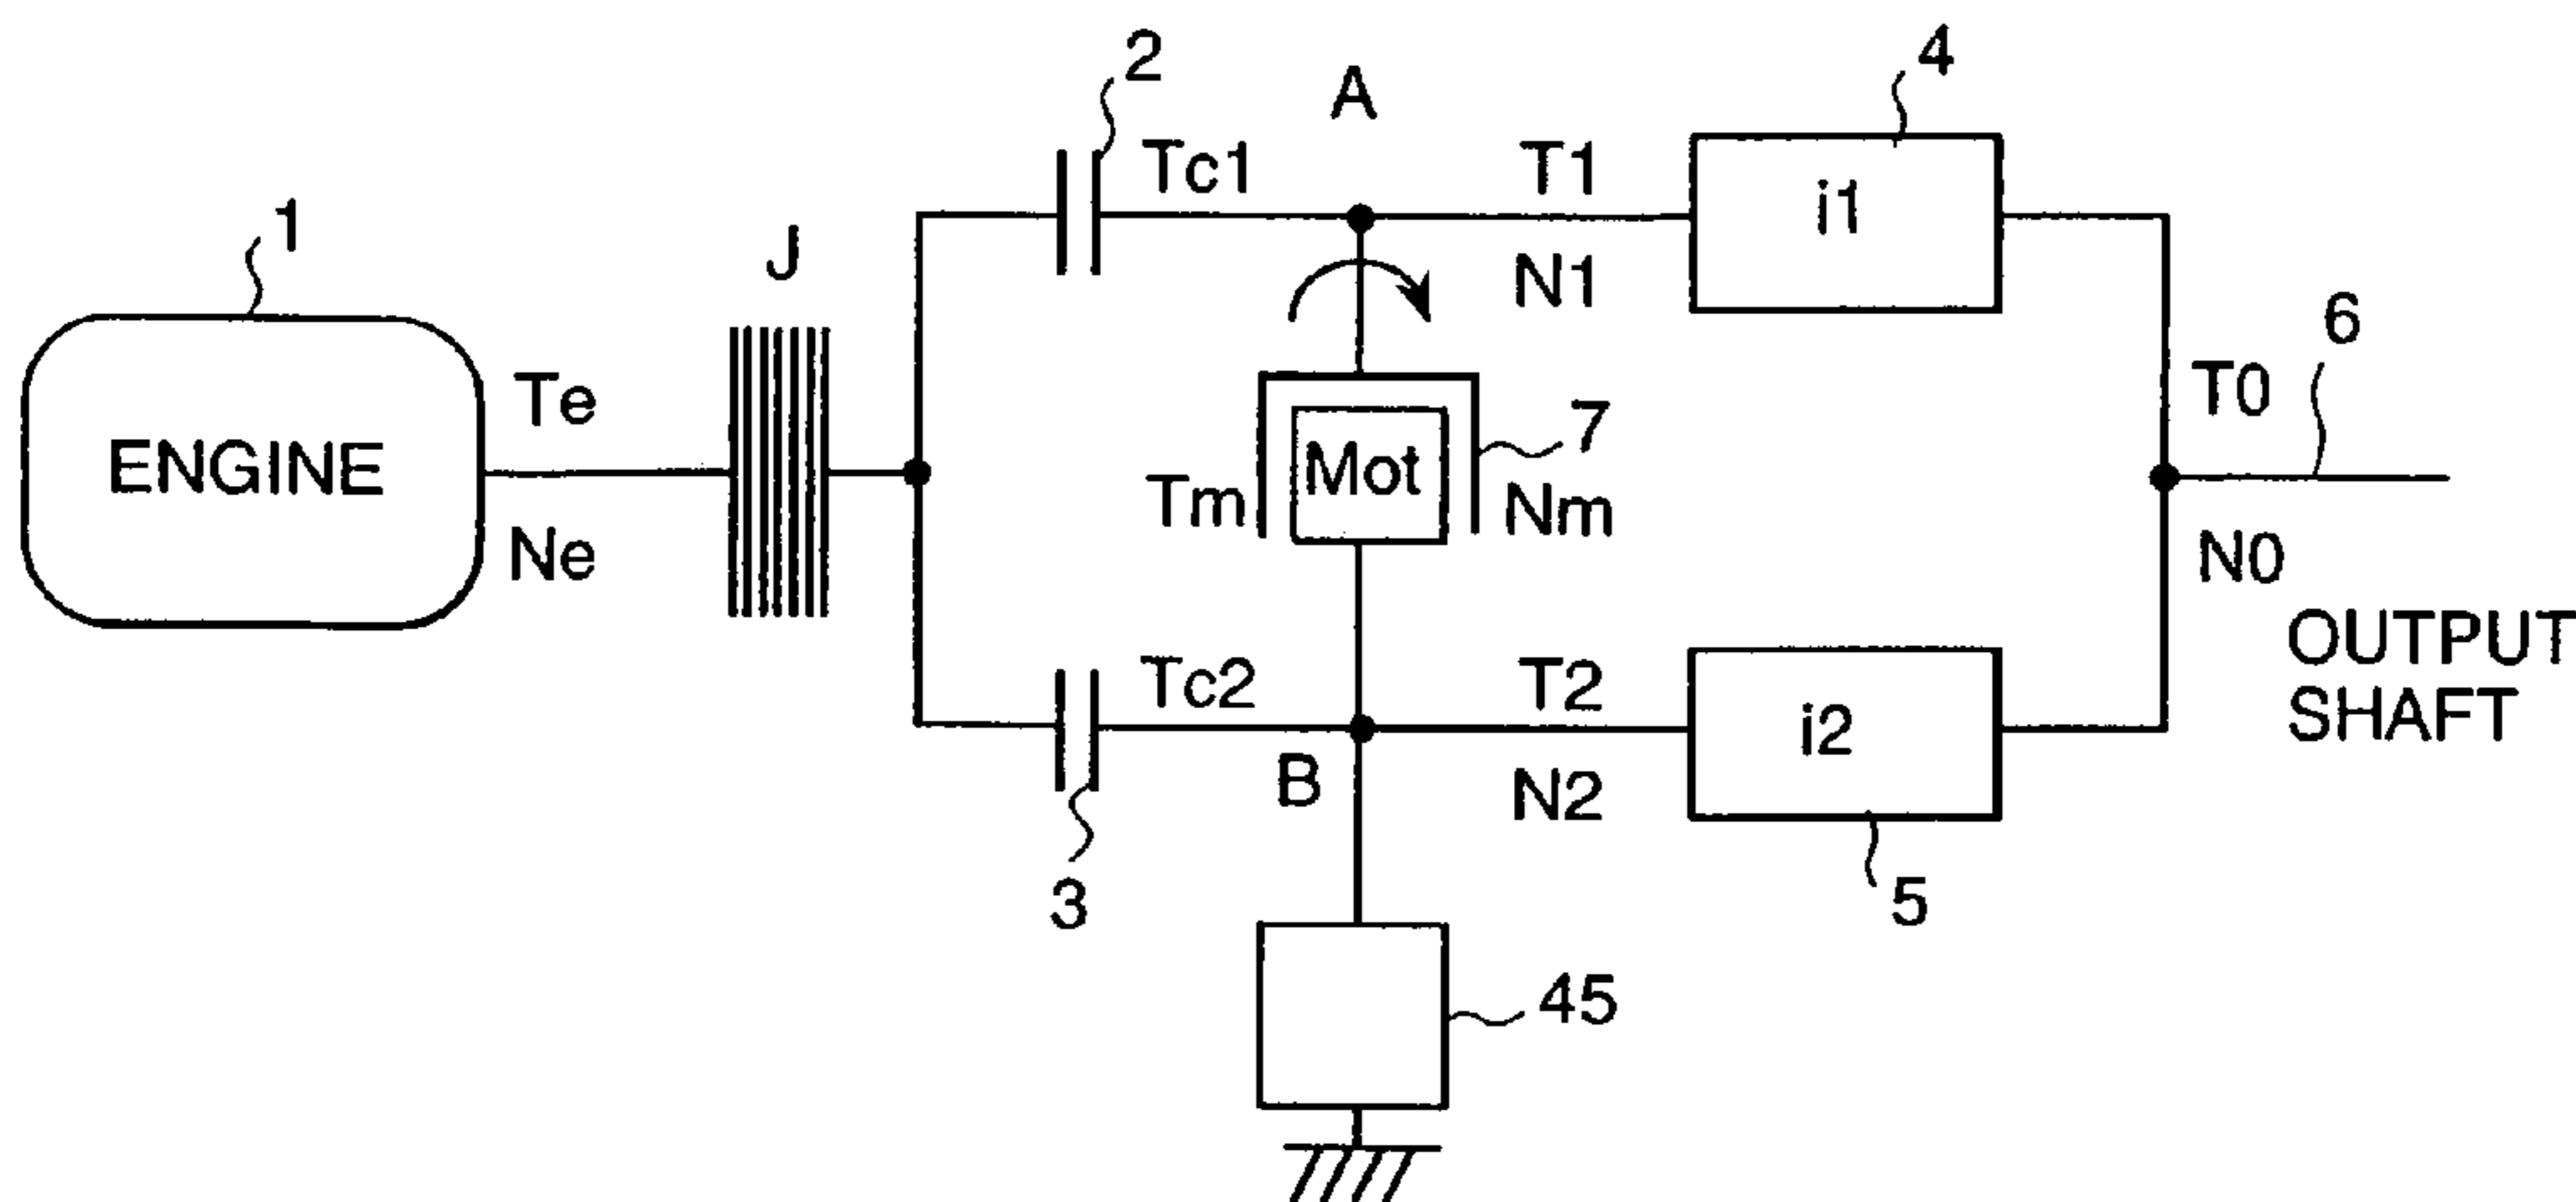 2
A
4
Tc1
T1
i1
1
J
N1
6
Te
T0
7
ENGINE
Mot
Tm
Nm
Ne
N0
OUTPUT
SHAFT
Tc2
T2
i2
B
N2
3
5
45